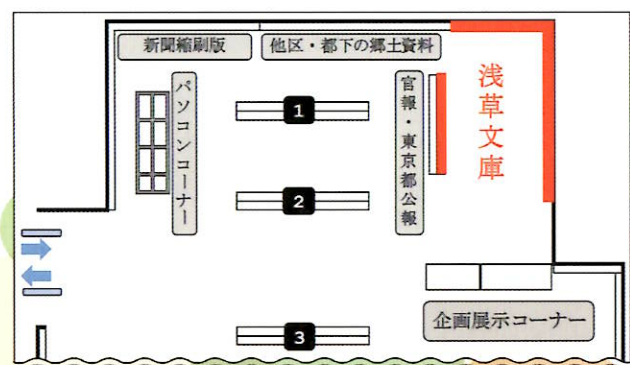 新聞縮刷版
他区・都下の郷土資料
パソコンコーナー
1
官報・東京都公報
浅草文庫
2
企画展示コーナー
3